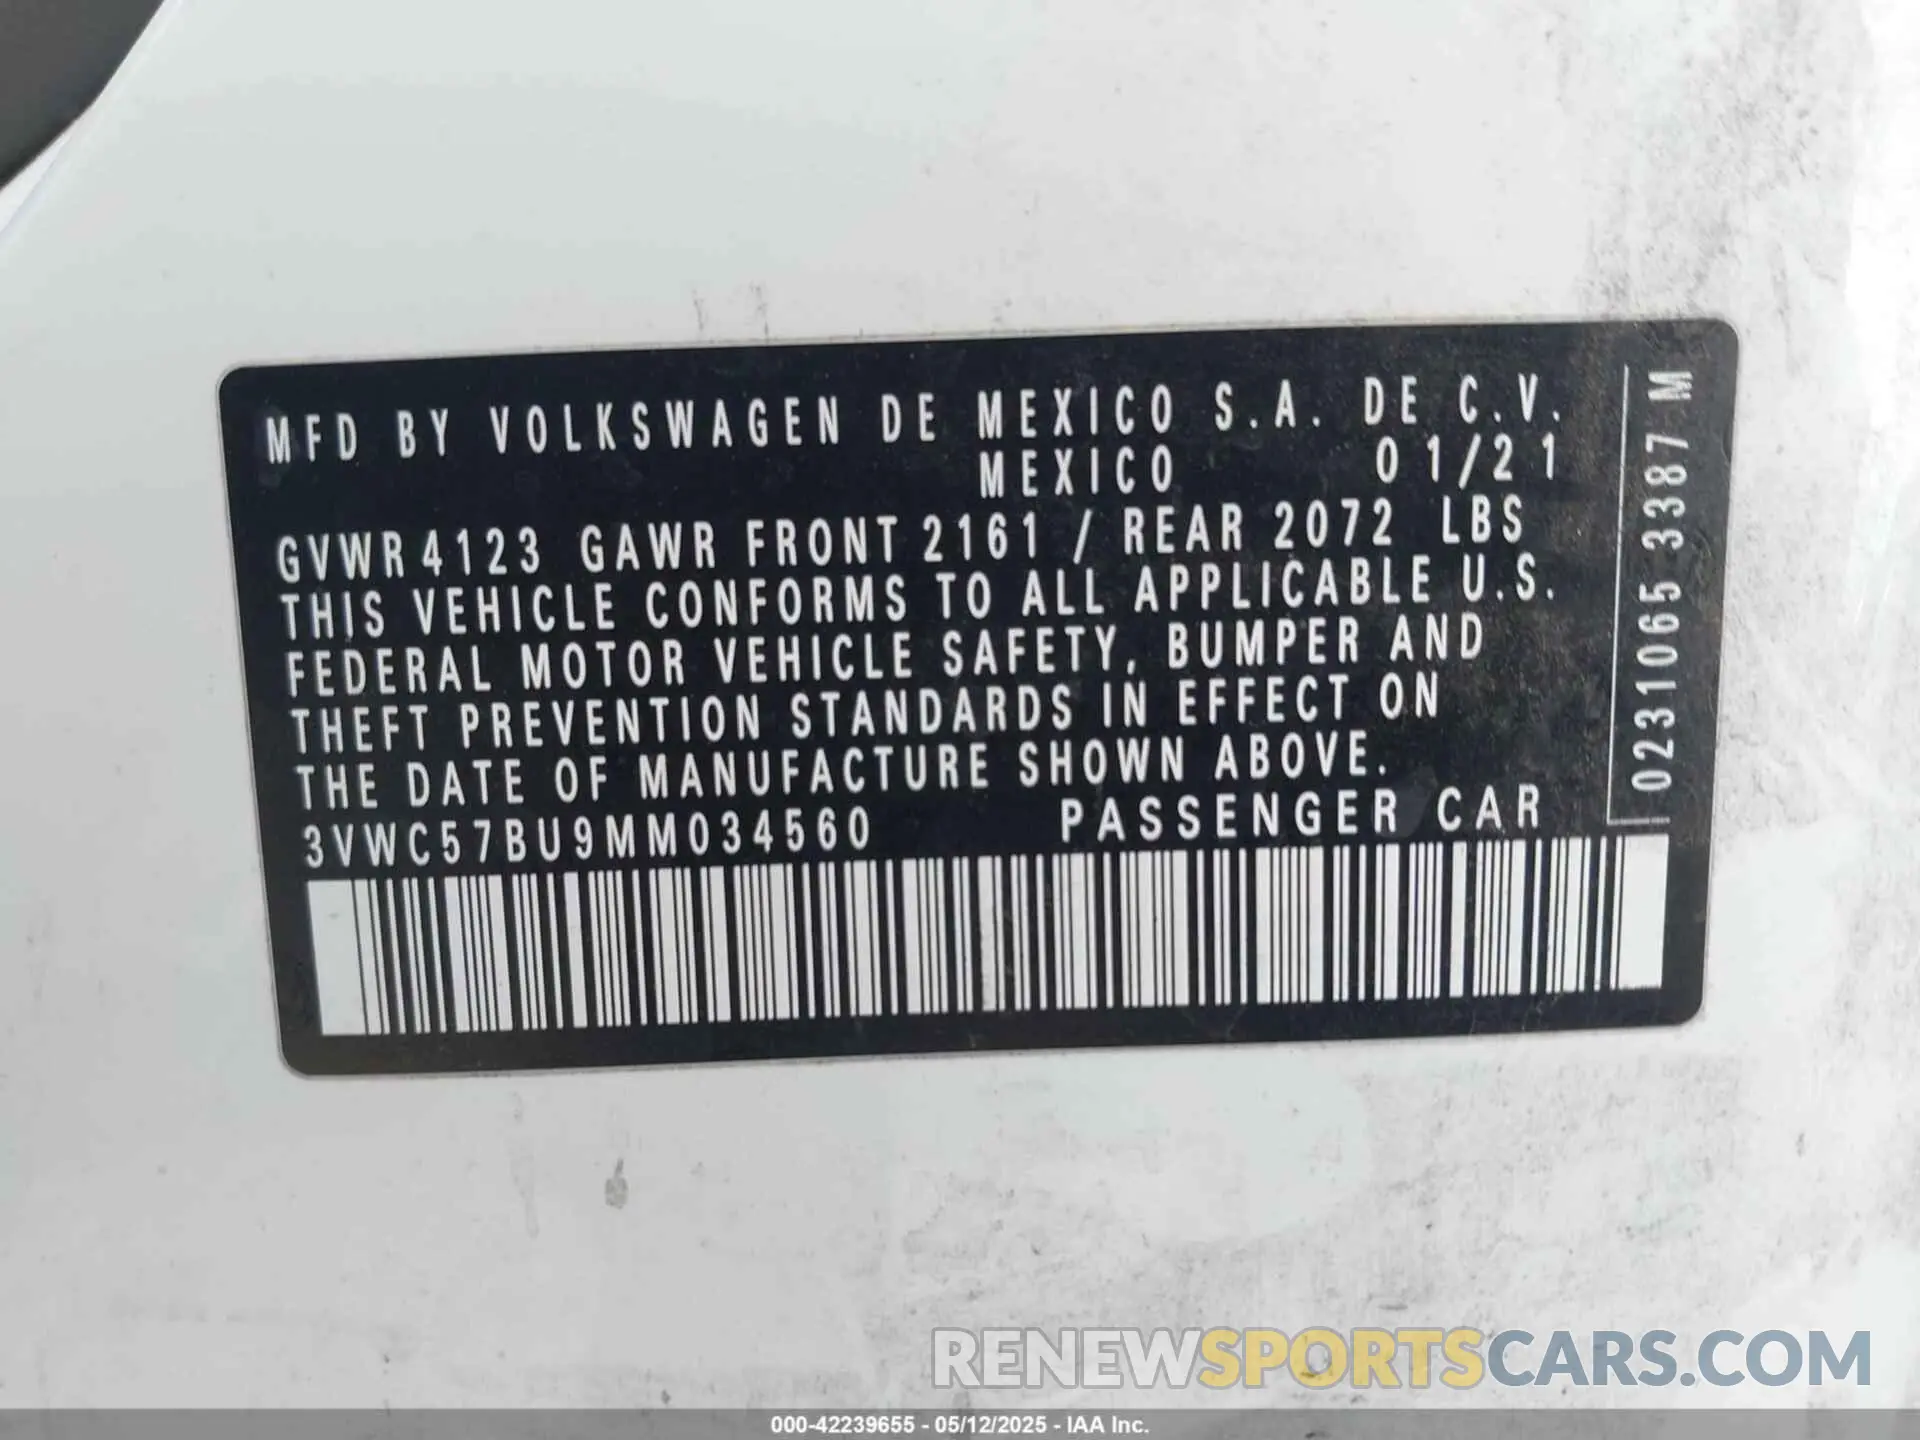 MFD BY VOLKSWAGEN DE MEXICO S.A. DE C.V.
MEXICO 01/21
GVWR 4123 GAWR FRONT 2161 / REAR 2072 LBS
THIS VEHICLE CONFORMS TO ALL APPLICABLE U.S.
FEDERAL MOTOR VEHICLE SAFETY, BUMPER AND
THEFT PREVENTION STANDARDS IN EFFECT ON
THE DATE OF MANUFACTURE SHOWN ABOVE.
3VWC57BU9MM034560 PASSENGER CAR
0231065 3387 M
RENEWSPORTSCARS.COM
000-42239655 - 05/12/2025 - IAA Inc.